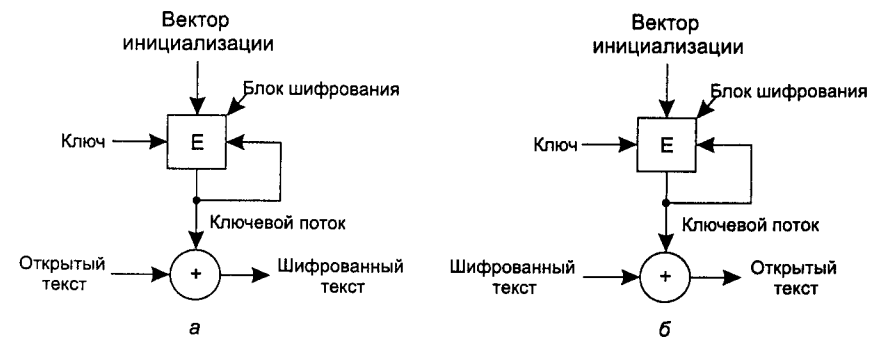 Вектор
инициализации
Блок шифрования
Ключ
E
Ключевой поток
Открытый
текст
+
Шифрованный
текст
а
Вектор
инициализации
Блок шифрования
Ключ
E
Ключевой поток
Шифрованный
текст
+
Открытый
текст
б